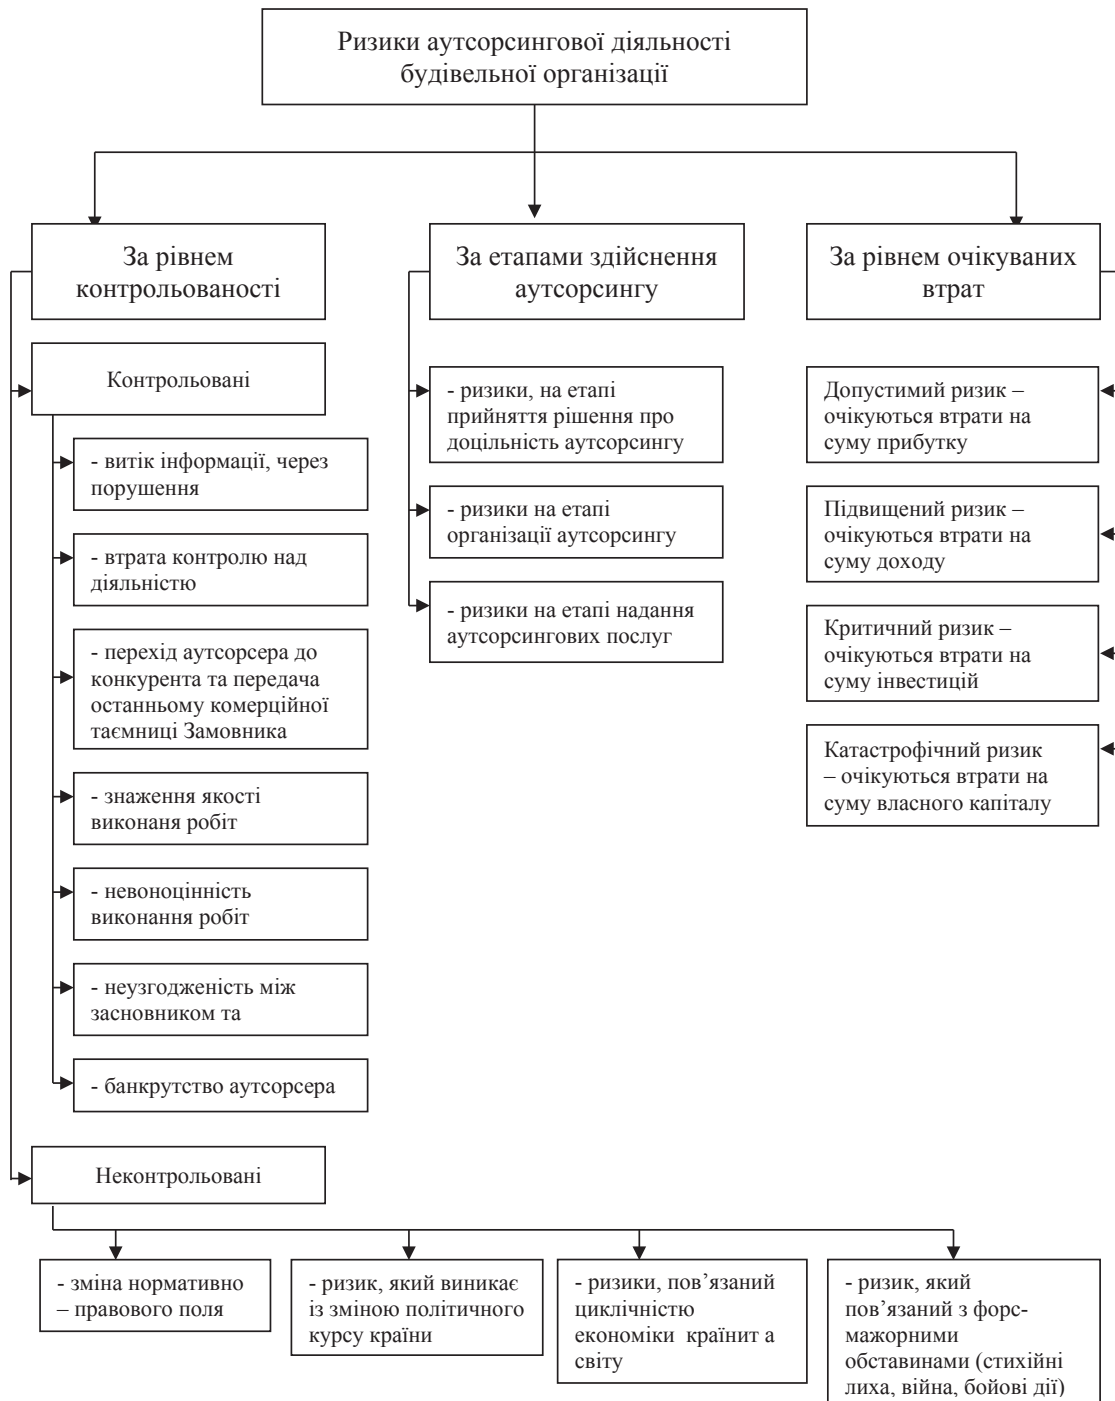 Ризики аутсорсингової діяльності
будівельної організації
За рівнем
контрольованості
Контрольовані
- витік інформації, через
порушення
- втрата контролю над
діяльністю
- перехід аутсорсера до
конкурента та передача
останньому комерційної
таємниці Замовника
- знаження якості
виконаня робіт
- невоноцінність
виконання робіт
- неузгодженість між
засновником та
- банкрутство аутсорсера
Неконтрольовані
- зміна нормативно
– правового поля
- ризик, який виникає
із зміною політичного
курсу країни
- ризики, пов’язаний
циклічністю
економіки країнит а
світу
- ризик, який
пов’язаний з форс-
мажорними
обставинами (стихійні
лиха, війна, бойові дії)
За етапами здійснення
аутсорсингу
- ризики, на етапі
прийняття рішення про
доцільність аутсорсингу
- ризики на етапі
організації аутсорсингу
- ризики на етапі надання
аутсорсингових послуг
За рівнем очікуваних
втрат
Допустимий ризик –
очікуються втрати на
суму прибутку
Підвищений ризик –
очікуються втрати на
суму доходу
Критичний ризик –
очікуються втрати на
суму інвестицій
Катастрофічний ризик
– очікуються втрати на
суму власного капіталу